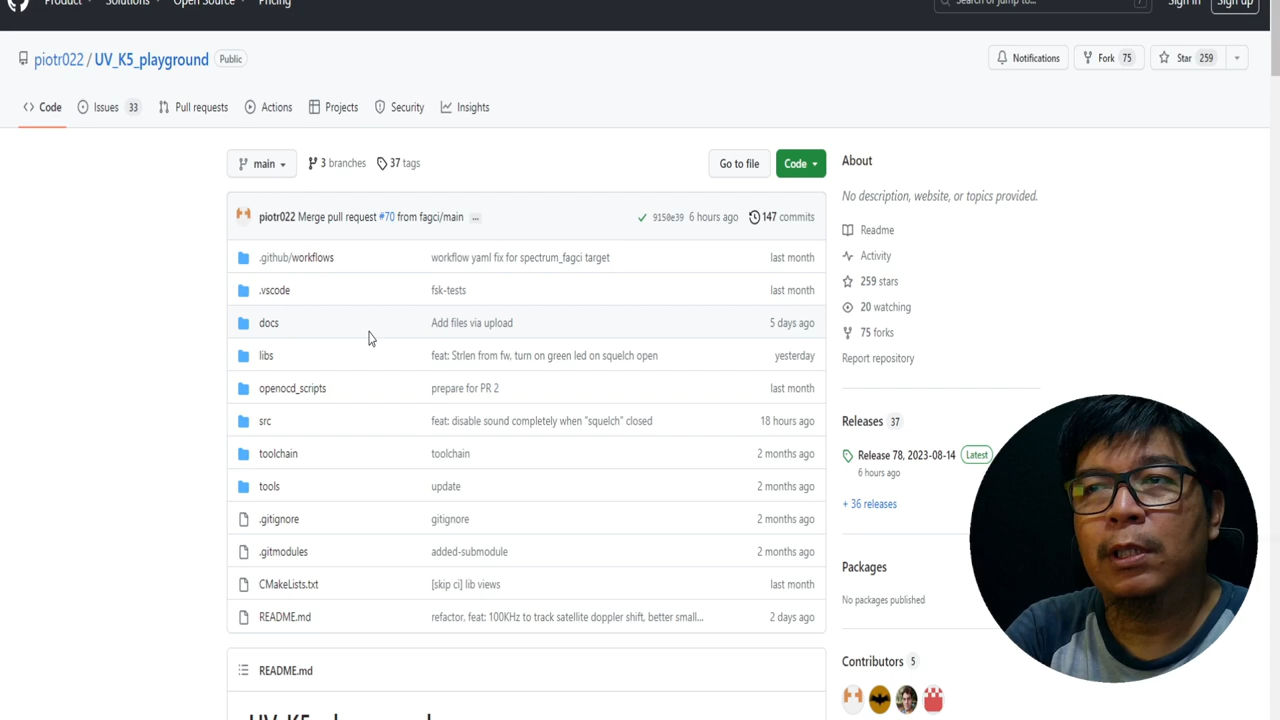 Product Solutions Open Source Pricing Search or jump to... / Sign in Sign up
piotr022 / UV_K5_playground Public Notifications Fork 75 Star 259
Code Issues 33 Pull requests Actions Projects Security Insights
main 3 branches 37 tags Go to file Code
piotr022 Merge pull request #70 from fagci/main ... 9150e39 6 hours ago 147 commits
.github/workflows workflow yaml fix for spectrum_fagci target last month
.vscode fsk-tests last month
docs Add files via upload 5 days ago
libs feat: Strlen from fw, turn on green led on squelch open yesterday
openocd_scripts prepare for PR 2 last month
src feat: disable sound completely when "squelch" closed 18 hours ago
toolchain toolchain 2 months ago
tools update 2 months ago
.gitignore gitignore 2 months ago
.gitmodules added-submodule 2 months ago
CMakeLists.txt [skip ci] lib views last month
README.md refactor, feat: 100KHz to track satellite doppler shift, better small... 2 days ago
README.md
UV_K5_playground
About
No description, website, or topics provided.
Readme
Activity
259 stars
20 watching
75 forks
Report repository
Releases 37
Release 78, 2023-08-14 Latest
6 hours ago
+ 36 releases
Packages
No packages published
Contributors 5